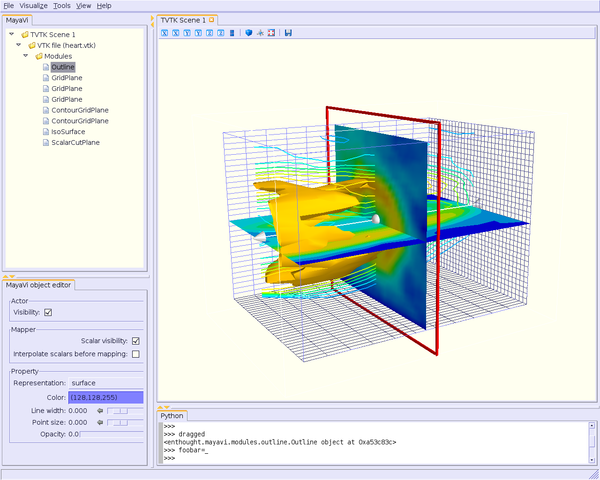 File Visualize Tools View Help
MayaVi
TVTK Scene 1
VTK file (heart.vtk)
Modules
Outline
GridPlane
GridPlane
GridPlane
ContourGridPlane
ContourGridPlane
IsoSurface
ScalarCutPlane
TVTK Scene 1
MayaVi object editor
Actor
Visibility:
Mapper
Scalar visibility:
Interpolate scalars before mapping:
Property
Representation: surface
Color: (128,128,255)
Line width: 0.000
Point size: 0.000
Opacity: 0.0
Python
>>>
>>> dragged
<enthought.mayavi.modules.outline.Outline object at 0xa53c83c>
>>> foobar=_
>>>